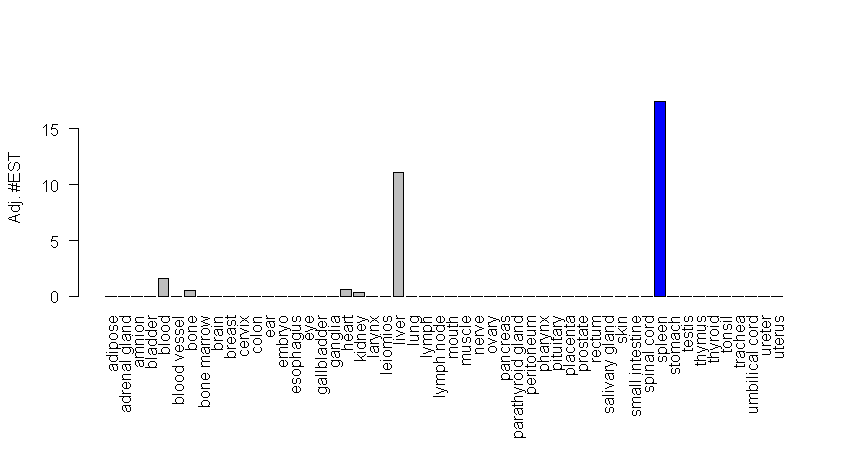 Adj. #EST
15
10
5
0
adipose
adrenal gland
amnion
bladder
blood
blood vessel
bone
bone marrow
brain
breast
cervix
colon
ear
embryo
esophagus
eye
gallbladder
ganglia
heart
kidney
larynx
leiomios
liver
lung
lymph
lymph node
mouth
muscle
nerve
ovary
pancreas
parathyroid gland
peritoneum
pharynx
pituitary
placenta
prostate
rectum
salivary gland
skin
small intestine
spinal cord
spleen
stomach
testis
thymus
thyroid
tonsil
trachea
umbilical cord
ureter
uterus